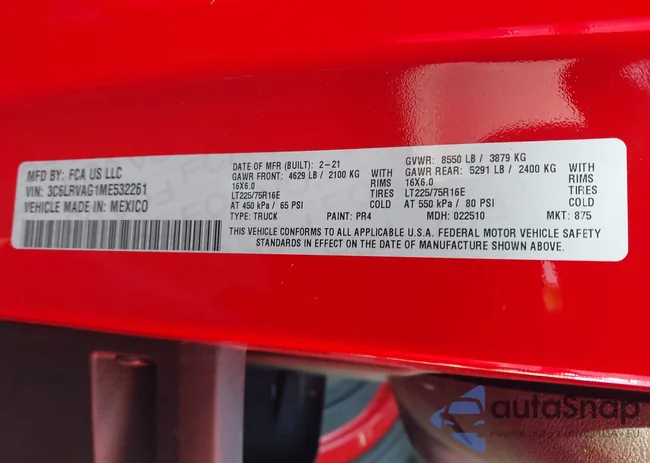 MFD BY: FCA US LLC
VIN: 3C6LRVAG1ME532261
VEHICLE MADE IN: MEXICO
DATE OF MFR (BUILT): 2-21
GAWR FRONT: 4629 LB / 2100 KG WITH
16X6.0 RIMS
LT225/75R16E TIRES
AT 450 kPa / 65 PSI COLD
GVWR: 8550 LB / 3879 KG
GAWR REAR: 5291 LB / 2400 KG WITH
16X6.0 RIMS
LT225/75R16E TIRES
AT 550 kPa / 80 PSI COLD
TYPE: TRUCK PAINT: PR4 MDH: 022510 MKT: 875
THIS VEHICLE CONFORMS TO ALL APPLICABLE U.S.A. FEDERAL MOTOR VEHICLE SAFETY
STANDARDS IN EFFECT ON THE DATE OF MANUFACTURE SHOWN ABOVE.
autoSnap